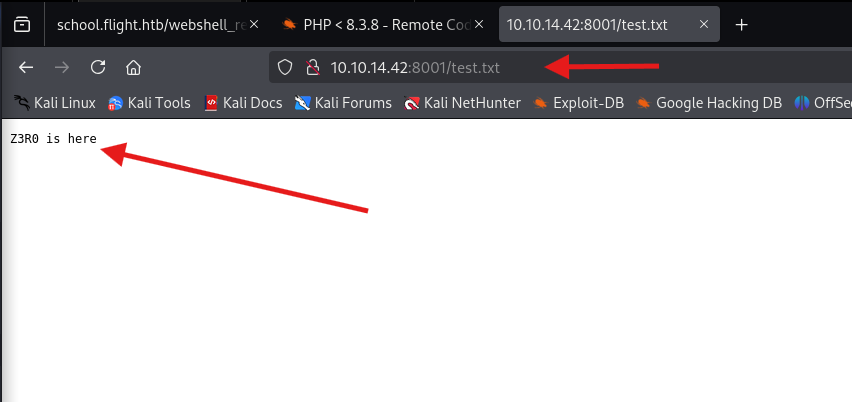 school.flight.htb/webshell_re
PHP < 8.3.8 - Remote Cod
10.10.14.42:8001/test.txt
10.10.14.42:8001/test.txt
Kali Linux Kali Tools Kali Docs Kali Forums Kali NetHunter Exploit-DB Google Hacking DB OffSec
Z3R0 is here